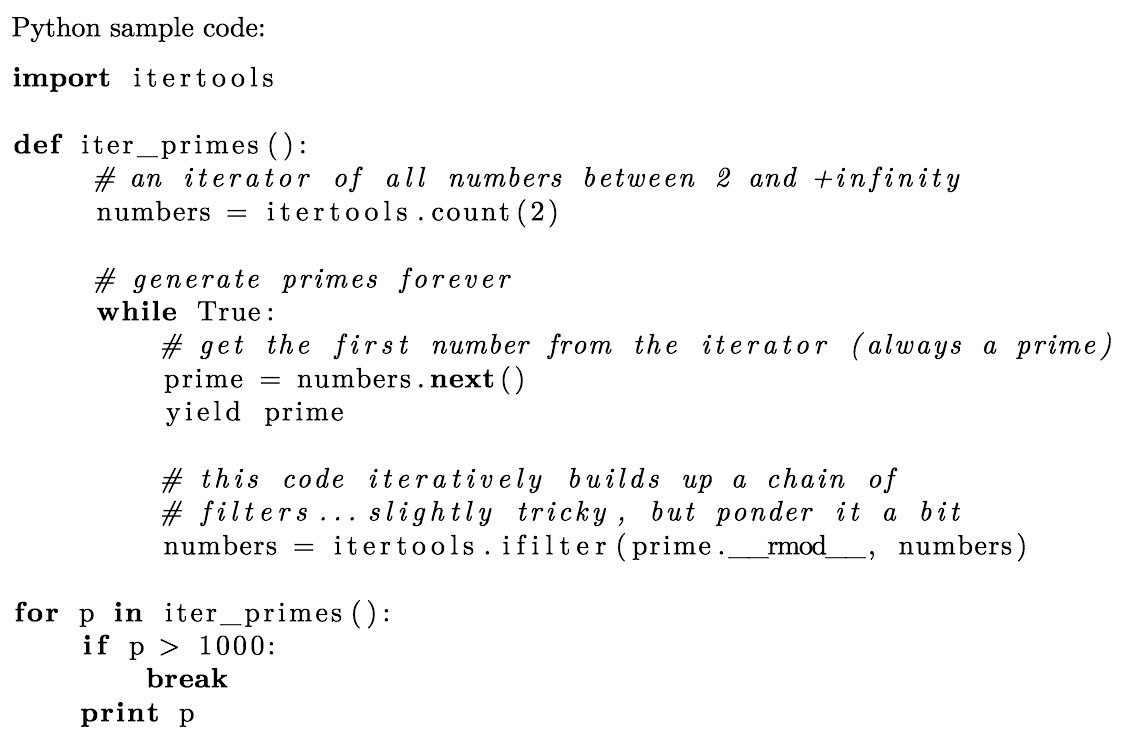 Python sample code:
import itertools
def iter_primes():
# an iterator of all numbers between 2 and +infinity
numbers = itertools.count(2)
# generate primes forever
while True:
# get the first number from the iterator (always a prime)
prime = numbers.next()
yield prime
# this code iteratively builds up a chain of
# filters... slightly tricky, but ponder it a bit
numbers = itertools.ifilter(prime.__rmod__, numbers)
for p in iter_primes():
if p > 1000:
break
print p